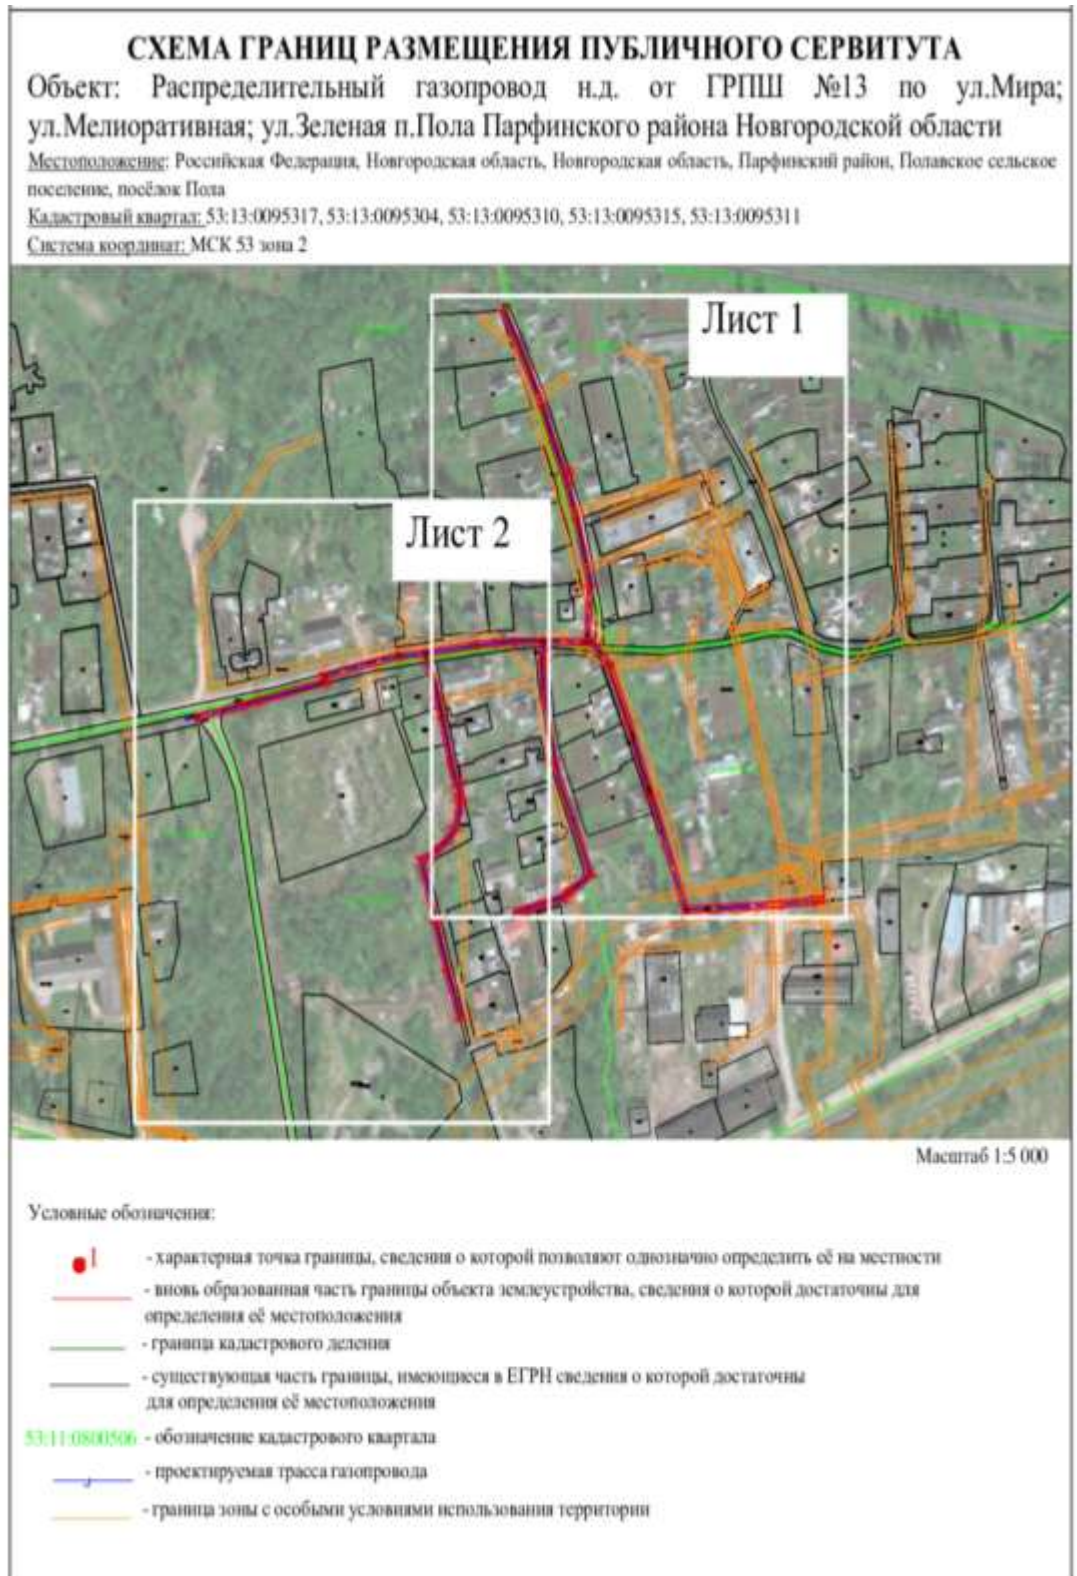 СХЕМА ГРАНИЦ РАЗМЕЩЕНИЯ ПУБЛИЧНОГО СЕРВИТУТА
Объект: Распределительный газопровод н.д. от ГРПШ №13 по ул.Мира;
ул.Мелиоративная; ул.Зеленая п.Пола Парфинского района Новгородской области
Местоположение: Российская Федерация, Новгородская область, Новгородская область, Парфинский район, Полавское сельское
поселение, посёлок Пола
Кадастровый квартал: 53:13:0095317, 53:13:0095304, 53:13:0095310, 53:13:0095315, 53:13:0095311
Система координат: МСК 53 зона 2
Лист 1
Лист 2
Масштаб 1:5 000
Условные обозначения:
1 - характерная точка границы, сведения о которой позволяют однозначно определить её на местности
- вновь образованная часть границы объекта землеустройства, сведения о которой достаточны для
определения её местоположения
- граница кадастрового деления
- существующая часть границы, имеющиеся в ЕГРН сведения о которой достаточны
для определения её местоположения
53:11:0800506 - обозначение кадастрового квартала
- проектируемая трасса газопровода
- граница зоны с особыми условиями использования территории